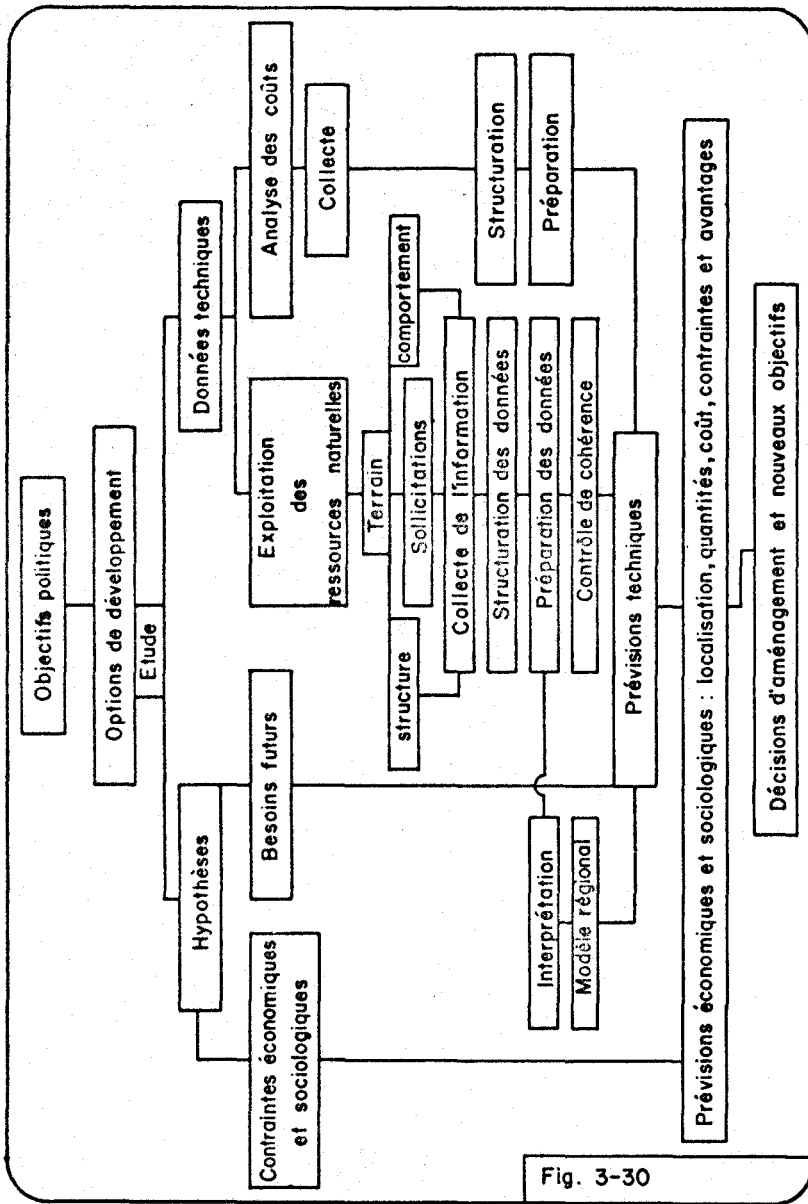 Objectifs politiques
Options de développement
Etude
Hypothèses
Données techniques
Contraintes économiques
et sociologiques
Besoins futurs
Exploitation
des
ressources naturelles
Analyse des coûts
Collecte
Terrain
structure
Sollicitations
comportement
Collecte de l'information
Structuration des données
Préparation des données
Contrôle de cohérence
Structuration
Préparation
Interprétation
Modèle régional
Prévisions techniques
Prévisions économiques et sociologiques : localisation, quantités, coût, contraintes et avantages
Décisions d'aménagement et nouveaux objectifs
Fig. 3-30